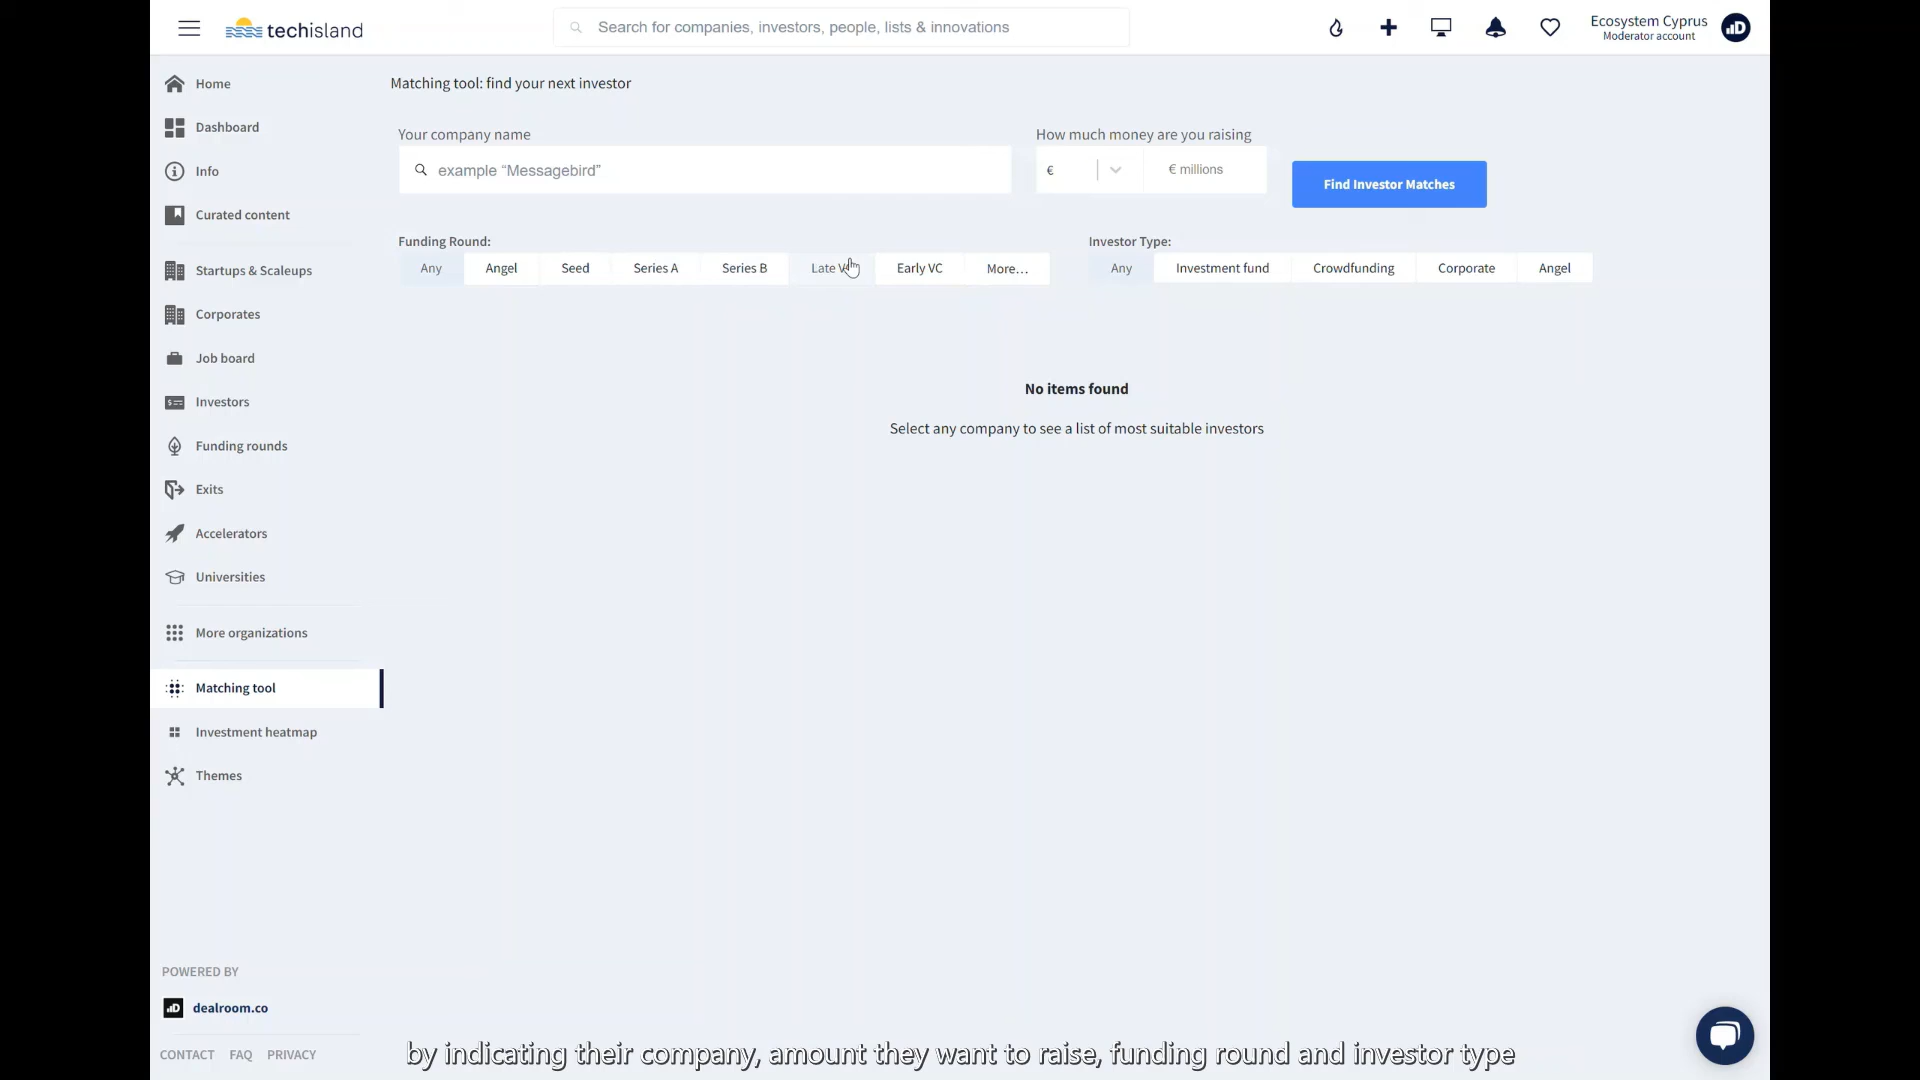 techisland
Search for companies, investors, people, lists & innovations
Ecosystem Cyprus
Moderator account
Home
Dashboard
Info
Curated content
Startups & Scaleups
Corporates
Job board
Investors
Funding rounds
Exits
Accelerators
Universities
More organizations
Matching tool
Investment heatmap
Themes
POWERED BY
dealroom.co
CONTACT FAQ PRIVACY
Matching tool: find your next investor
Your company name
example “Messagebird”
How much money are you raising
€ € millions
Find Investor Matches
Funding Round:
Any Angel Seed Series A Series B Late Early VC More...
Investor Type:
Any Investment fund Crowdfunding Corporate Angel
No items found
Select any company to see a list of most suitable investors
by indicating their company, amount they want to raise, funding round and investor type